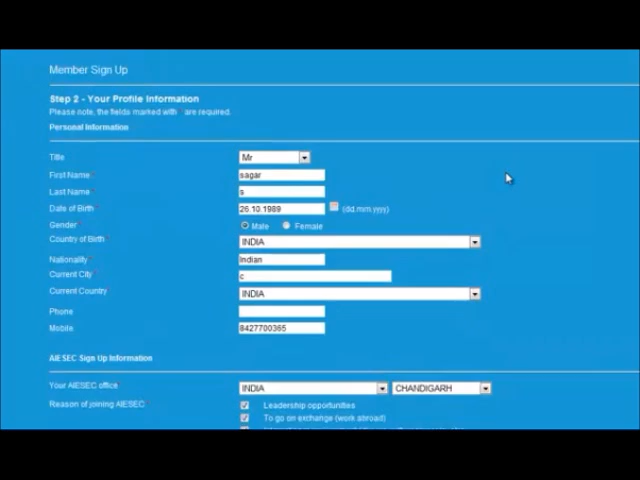 Member Sign Up
Step 2 - Your Profile Information
Please note, the fields marked with * are required.
Personal Information
Title Mr
First Name* sagar
Last Name* s
Date of Birth* 26.10.1989 (dd.mm.yyyy)
Gender* Male Female
Country of Birth* INDIA
Nationality* Indian
Current City* c
Current Country* INDIA
Phone
Mobile 8427700365
AIESEC Sign Up Information
Your AIESEC office* INDIA CHANDIGARH
Reason of joining AIESEC* Leadership opportunities
To go on exchange (work abroad)